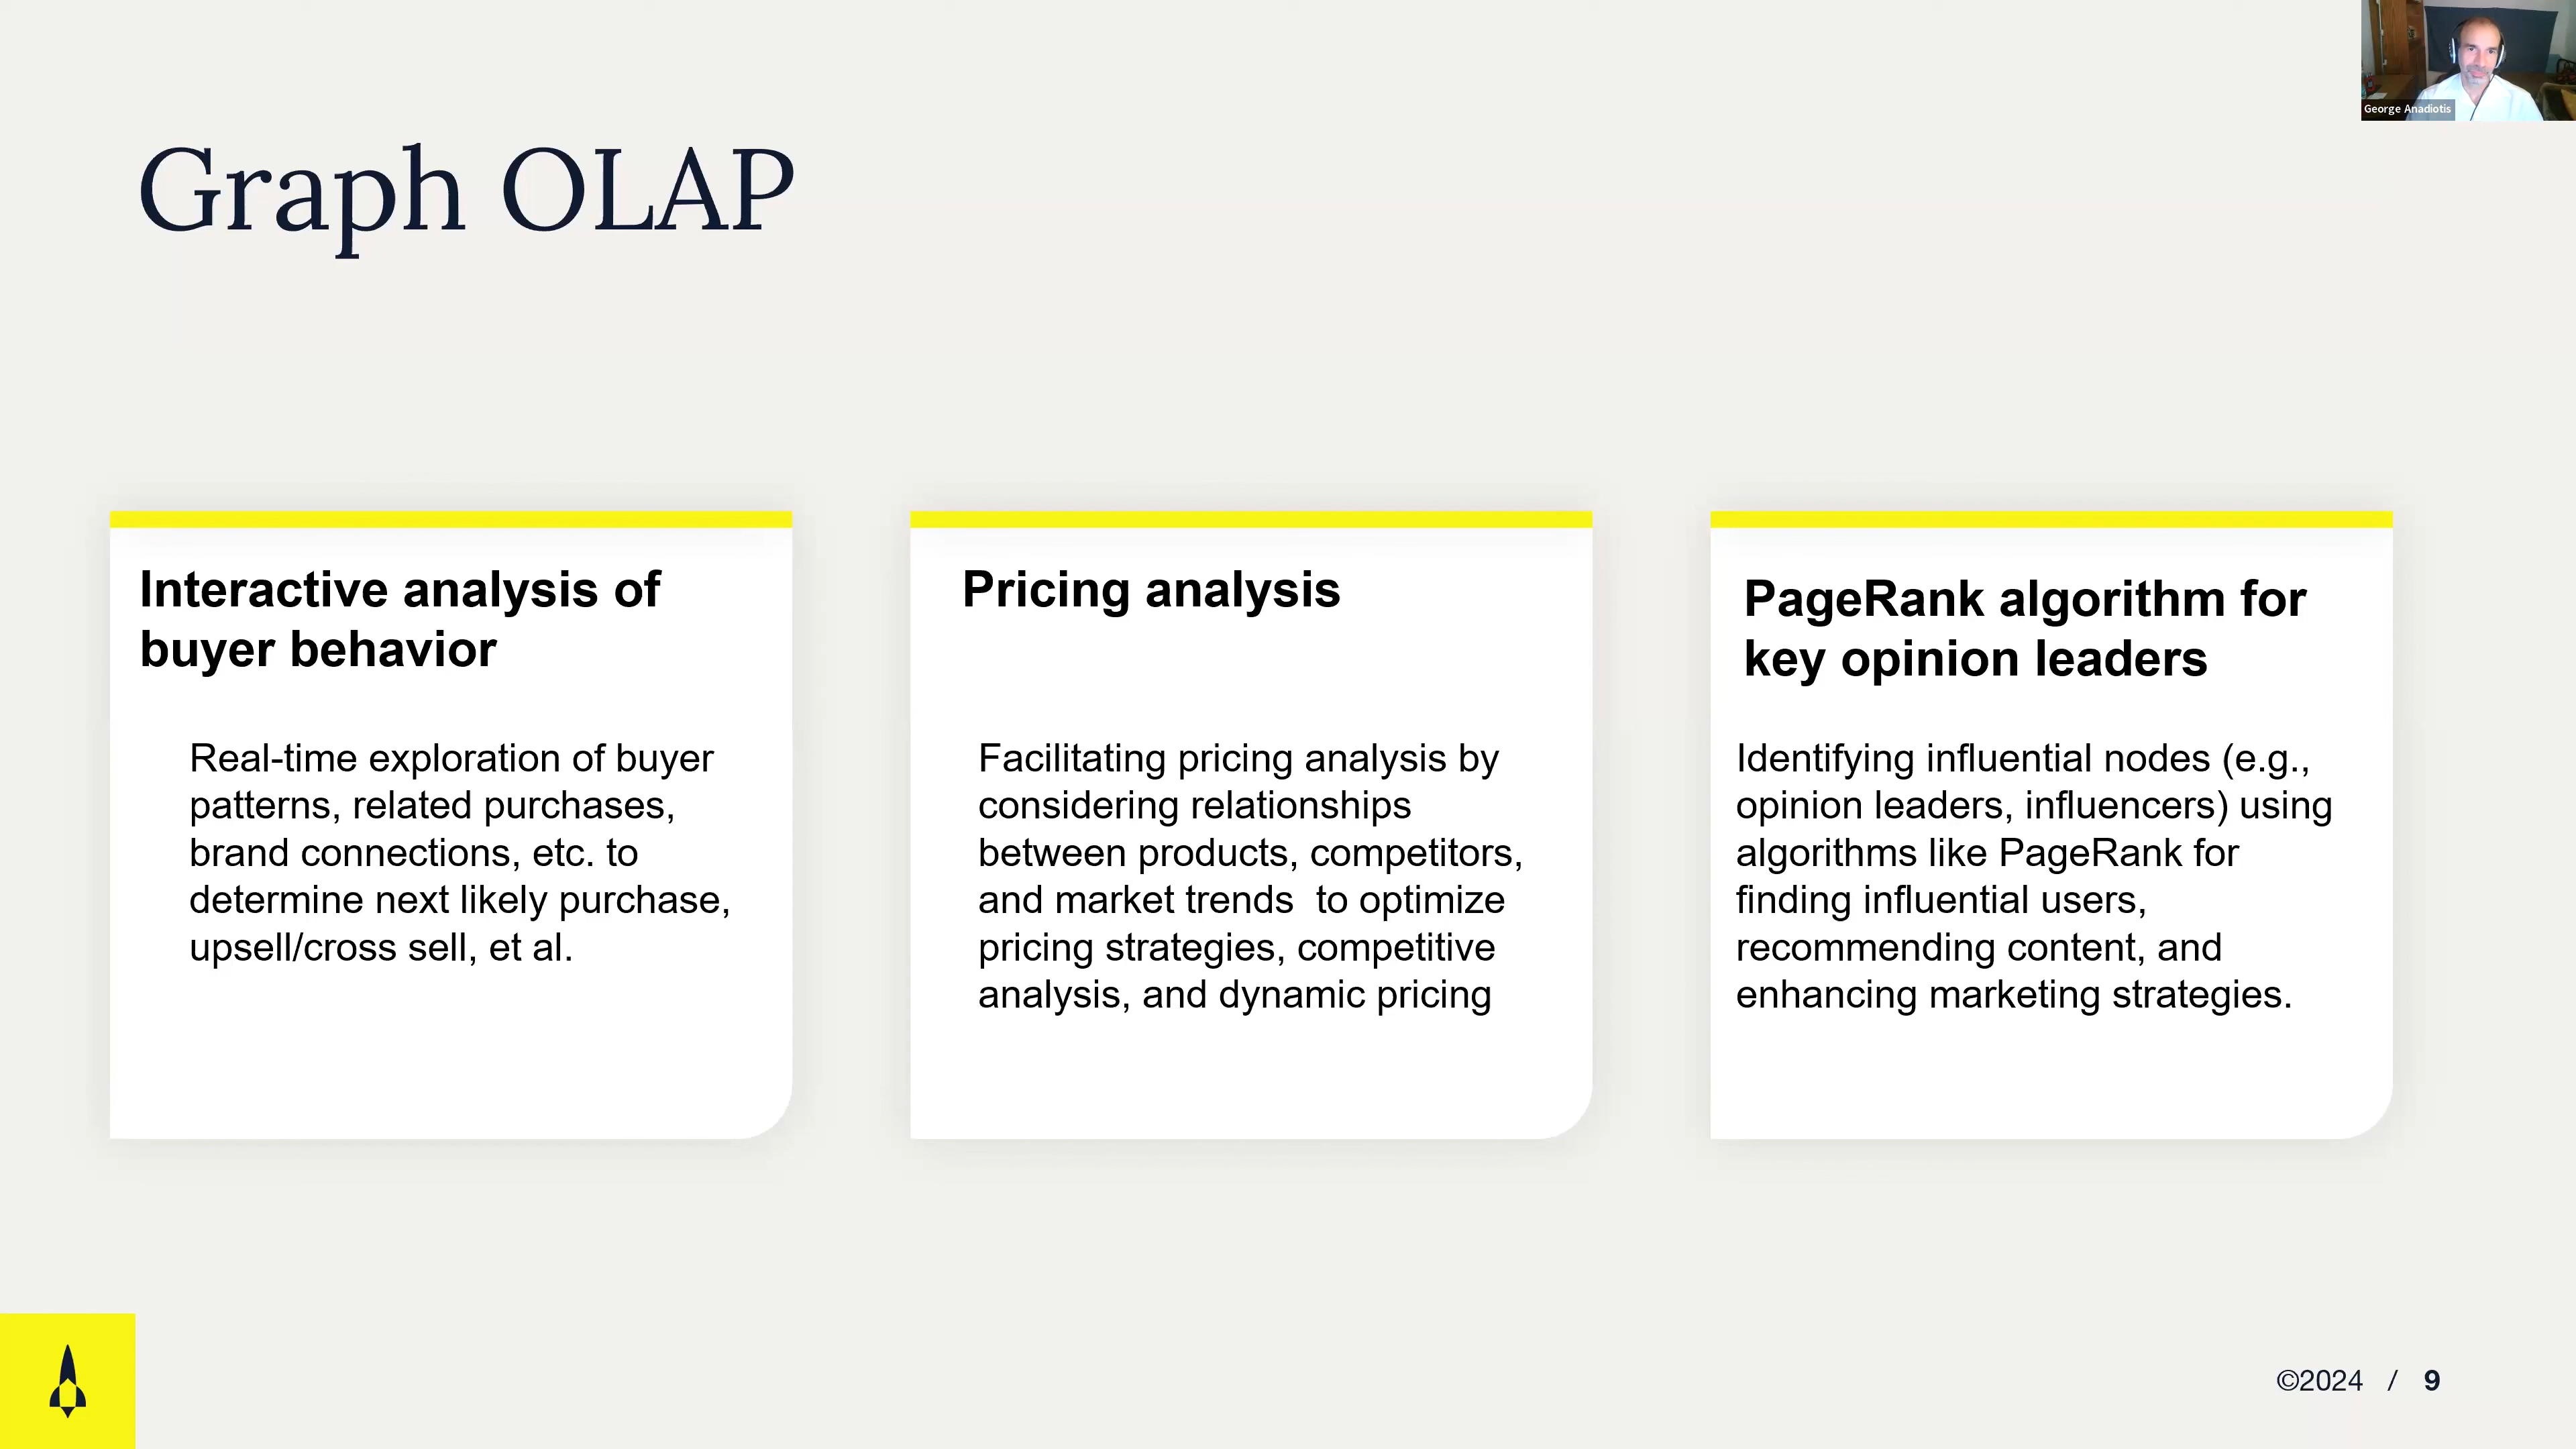 George Anadiotis
Graph OLAP
Interactive analysis of
buyer behavior
Real-time exploration of buyer
patterns, related purchases,
brand connections, etc. to
determine next likely purchase,
upsell/cross sell, et al.
Pricing analysis
Facilitating pricing analysis by
considering relationships
between products, competitors,
and market trends  to optimize
pricing strategies, competitive
analysis, and dynamic pricing
PageRank algorithm for
key opinion leaders
Identifying influential nodes (e.g.,
opinion leaders, influencers) using
algorithms like PageRank for
finding influential users,
recommending content, and
enhancing marketing strategies.
©2024 / 9